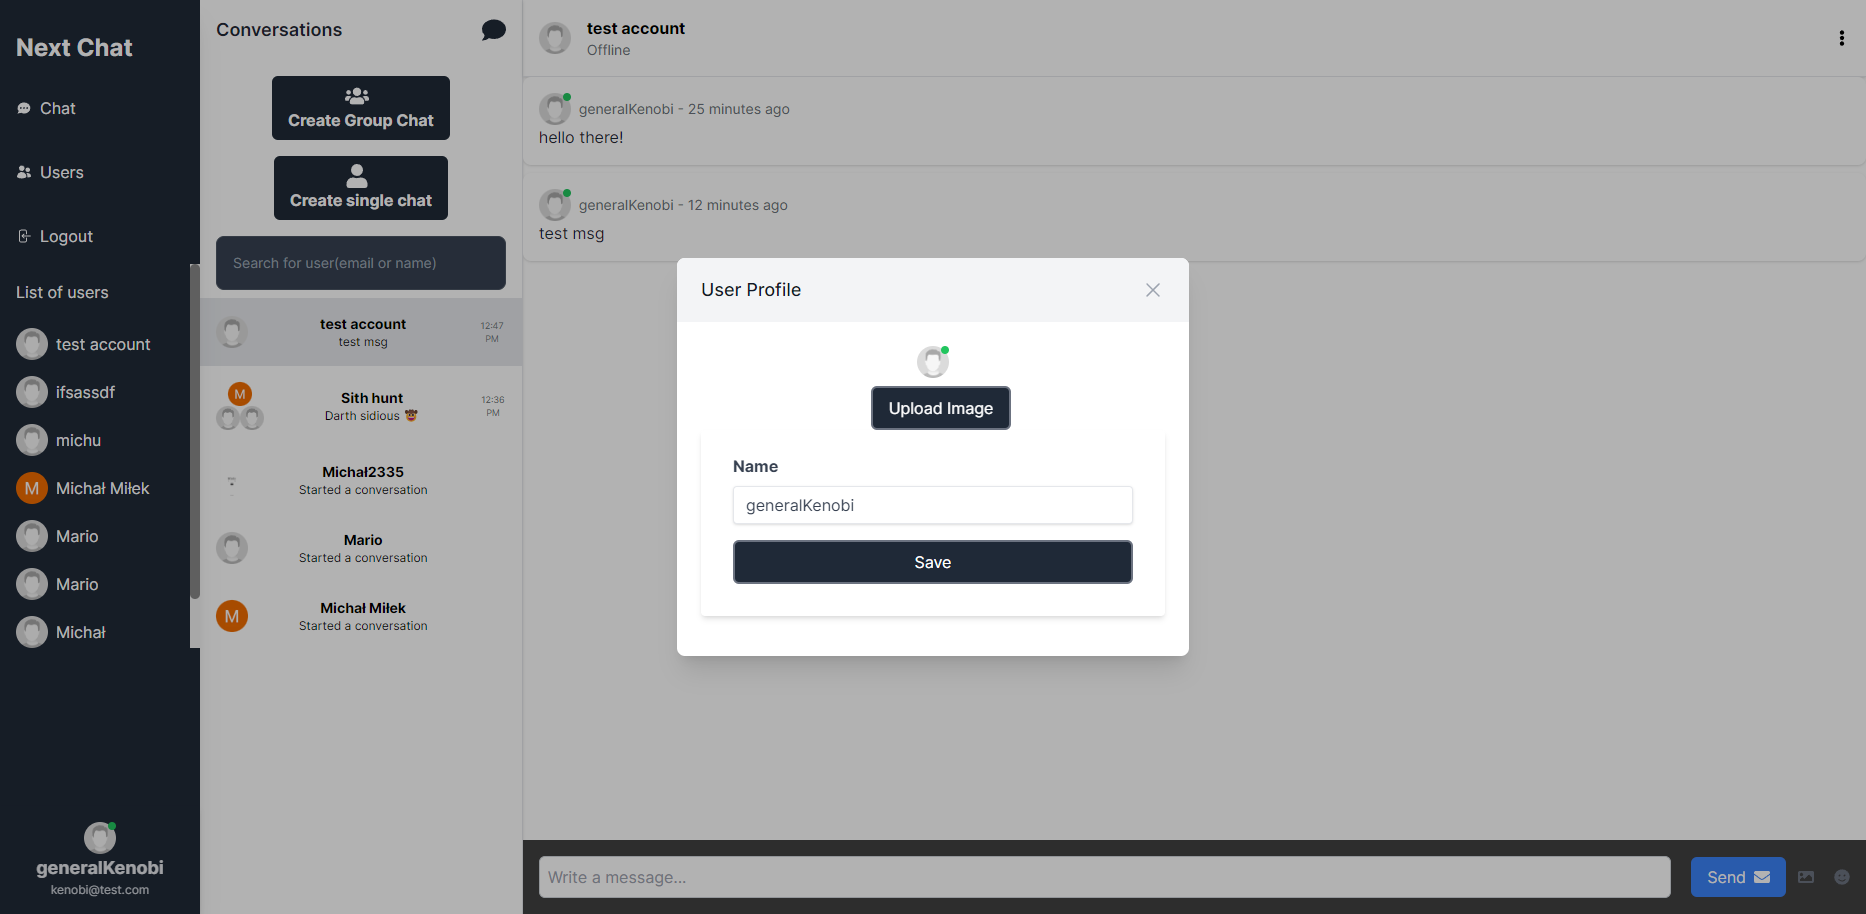 Next Chat
Chat
Users
Logout
List of users
test account
ifsassdf
michu
M
Michał Miłek
Mario
Mario
Michał
generalKenobi
kenobi@test.com
Conversations
Create Group Chat
Create single chat
Search for user(email or name)
test account
test msg
12:47
PM
M
Sith hunt
Darth sidious 🤠
12:36
PM
Michał2335
Started a conversation
Mario
Started a conversation
M
Michał Miłek
Started a conversation
test account
Offline
generalKenobi - 25 minutes ago
hello there!
generalKenobi - 12 minutes ago
test msg
User Profile
Upload Image
Name
generalKenobi
Save
Write a message...
Send